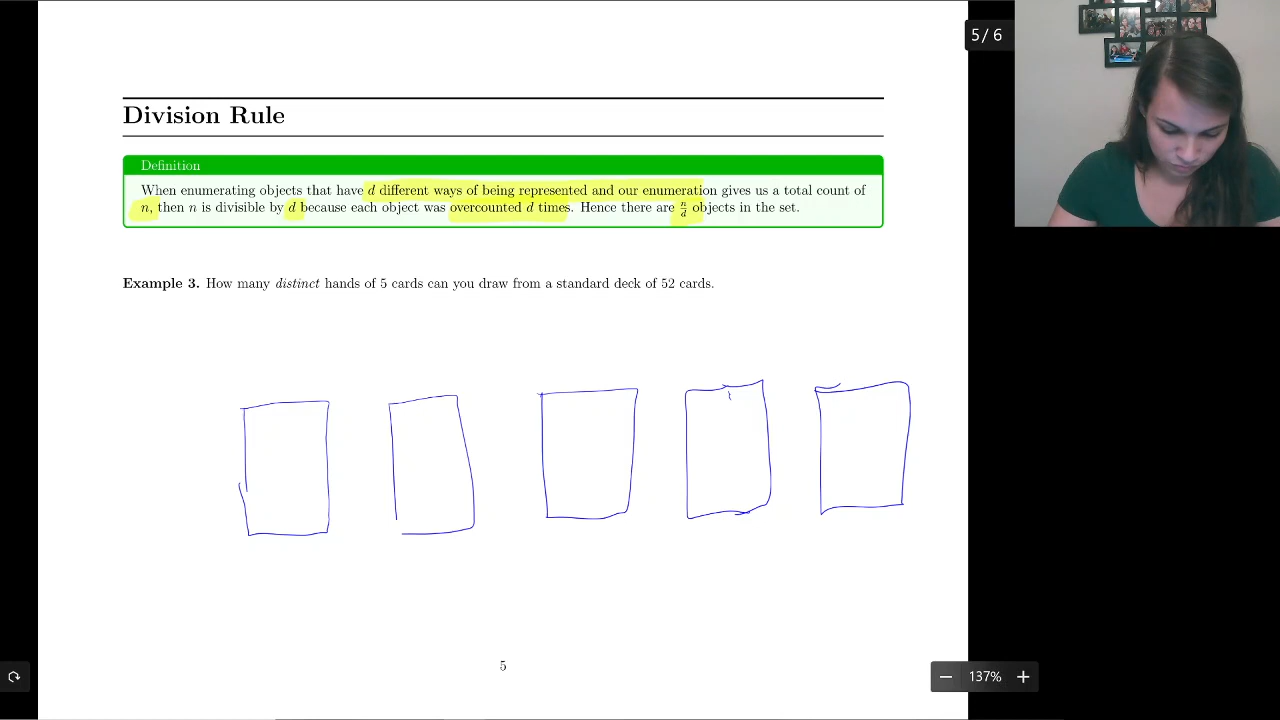 5 / 6
Division Rule
Definition
When enumerating objects that have d different ways of being represented and our enumeration gives us a total count of
n, then n is divisible by d because each object was overcounted d times. Hence there are n/d objects in the set.
Example 3. How many distinct hands of 5 cards can you draw from a standard deck of 52 cards.
5
137%